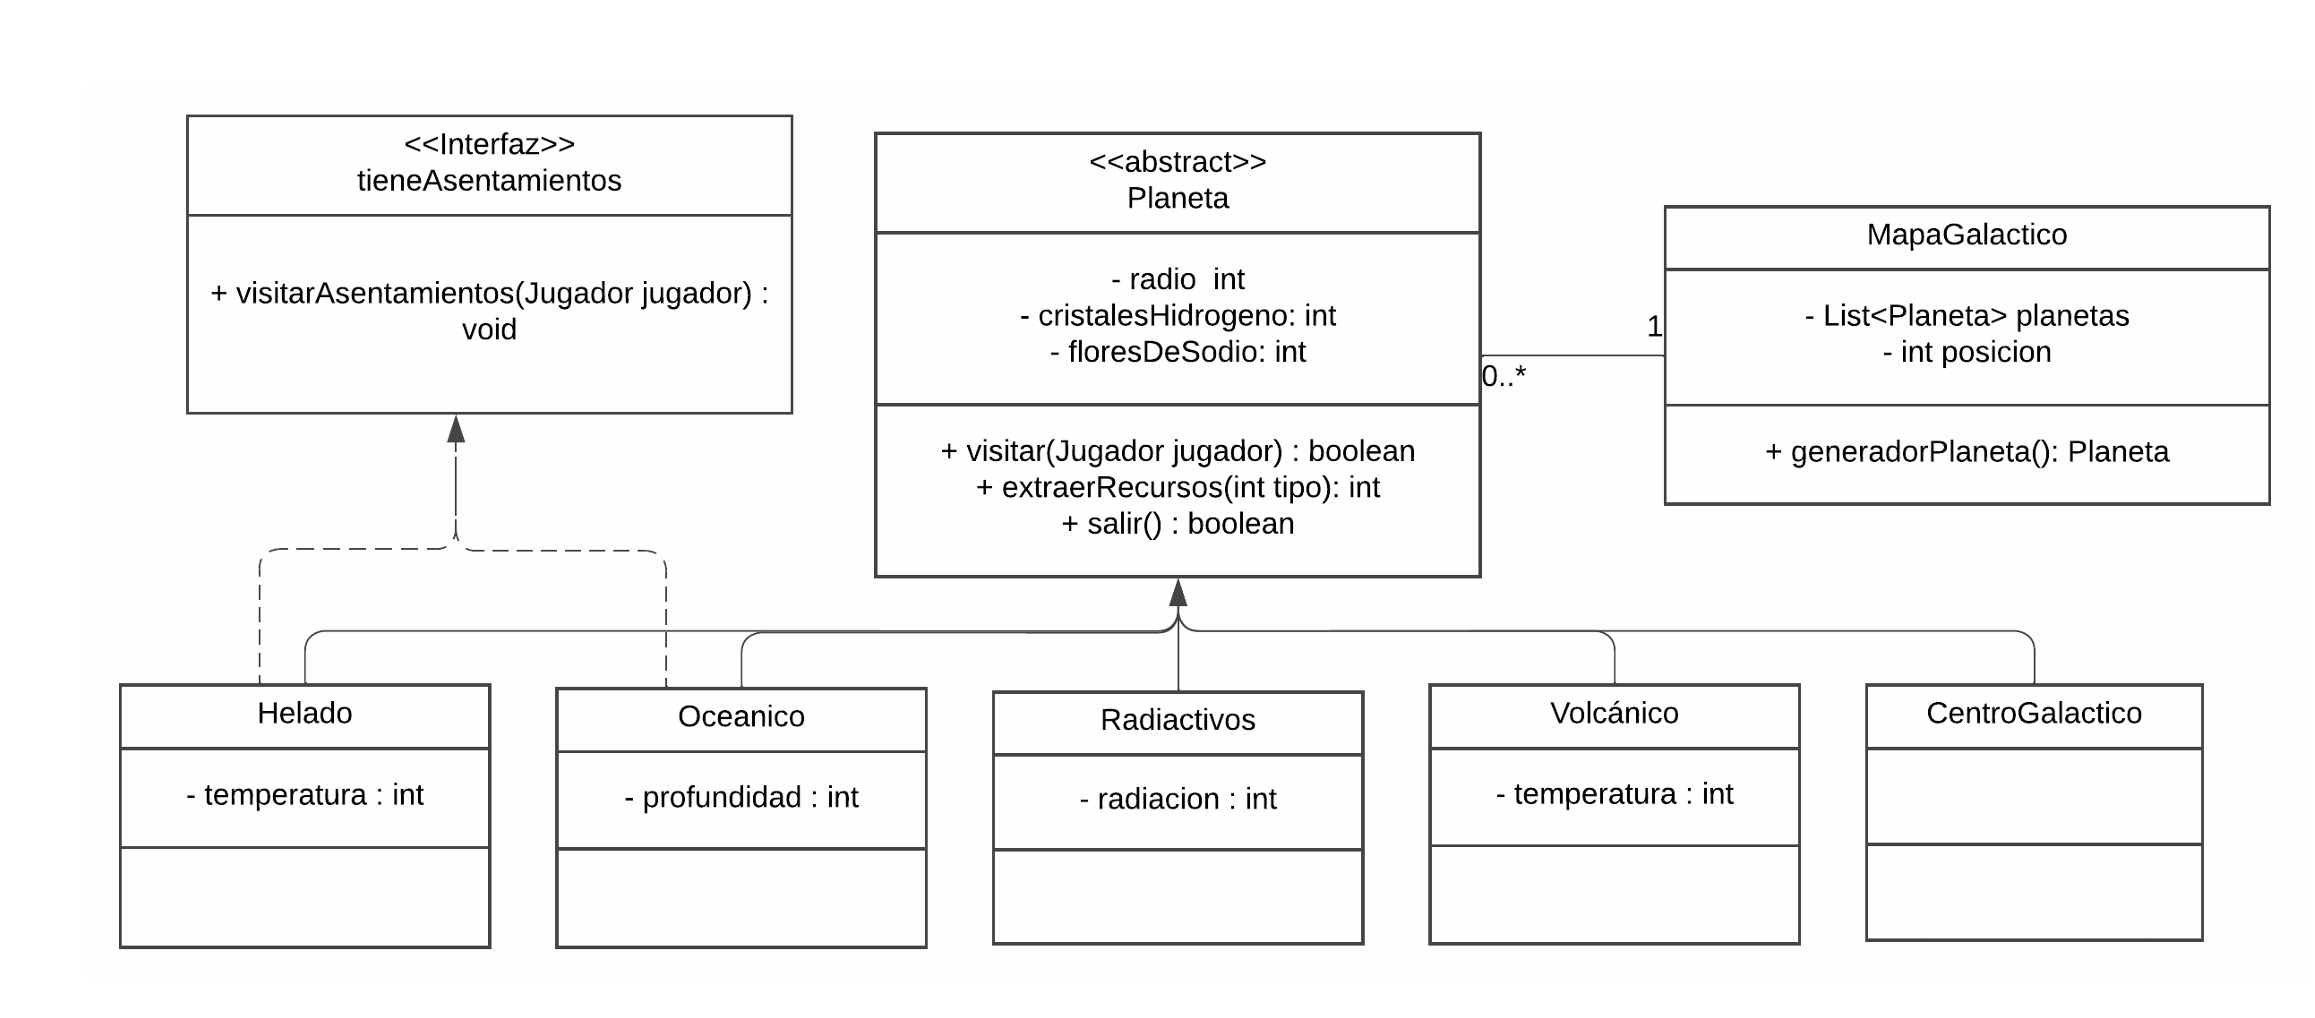 <<Interfaz>>
tieneAsentamientos
+ visitarAsentamientos(Jugador jugador) :
void
<<abstract>>
Planeta
- radio  int
- cristalesHidrogeno: int
- floresDeSodio: int
+ visitar(Jugador jugador) : boolean
+ extraerRecursos(int tipo): int
+ salir() : boolean
1
0..*
MapaGalactico
- List<Planeta> planetas
- int posicion
+ generadorPlaneta(): Planeta
Helado
- temperatura : int
Oceanico
- profundidad : int
Radiactivos
- radiacion : int
Volcánico
- temperatura : int
CentroGalactico